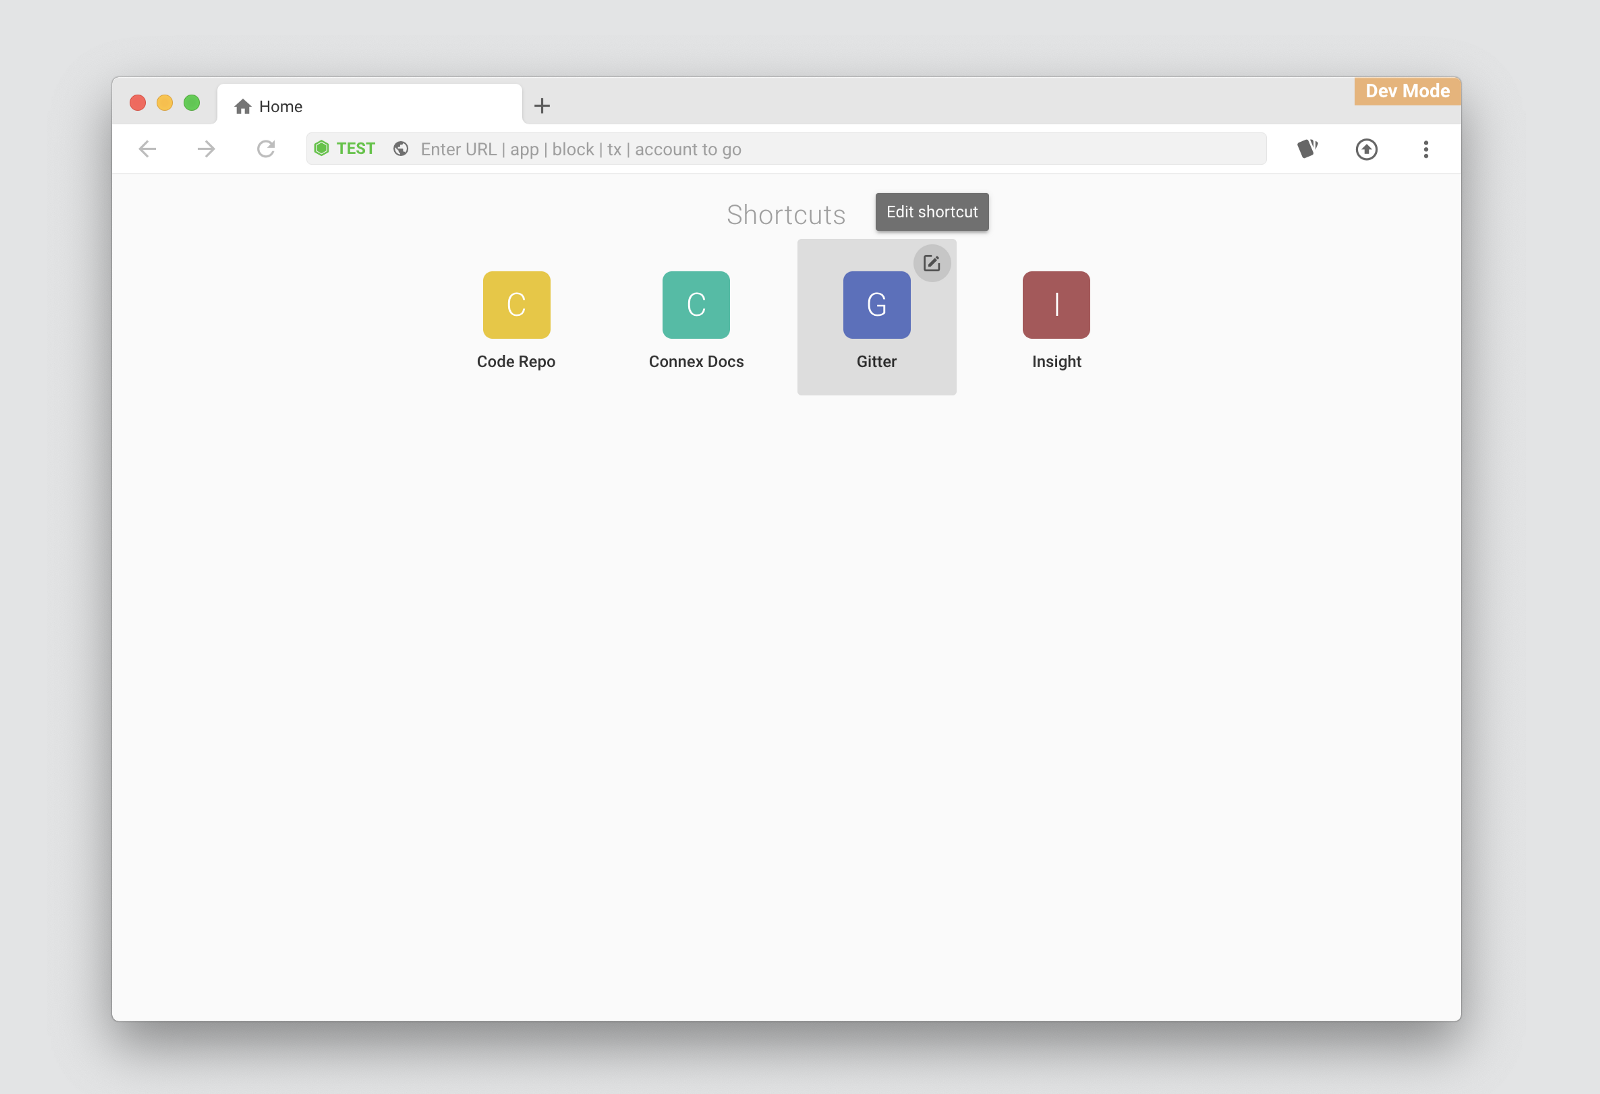 Home
Dev Mode
TEST
Enter URL | app | block | tx | account to go
Shortcuts
Edit shortcut
C
C
G
I
Code Repo
Connex Docs
Gitter
Insight